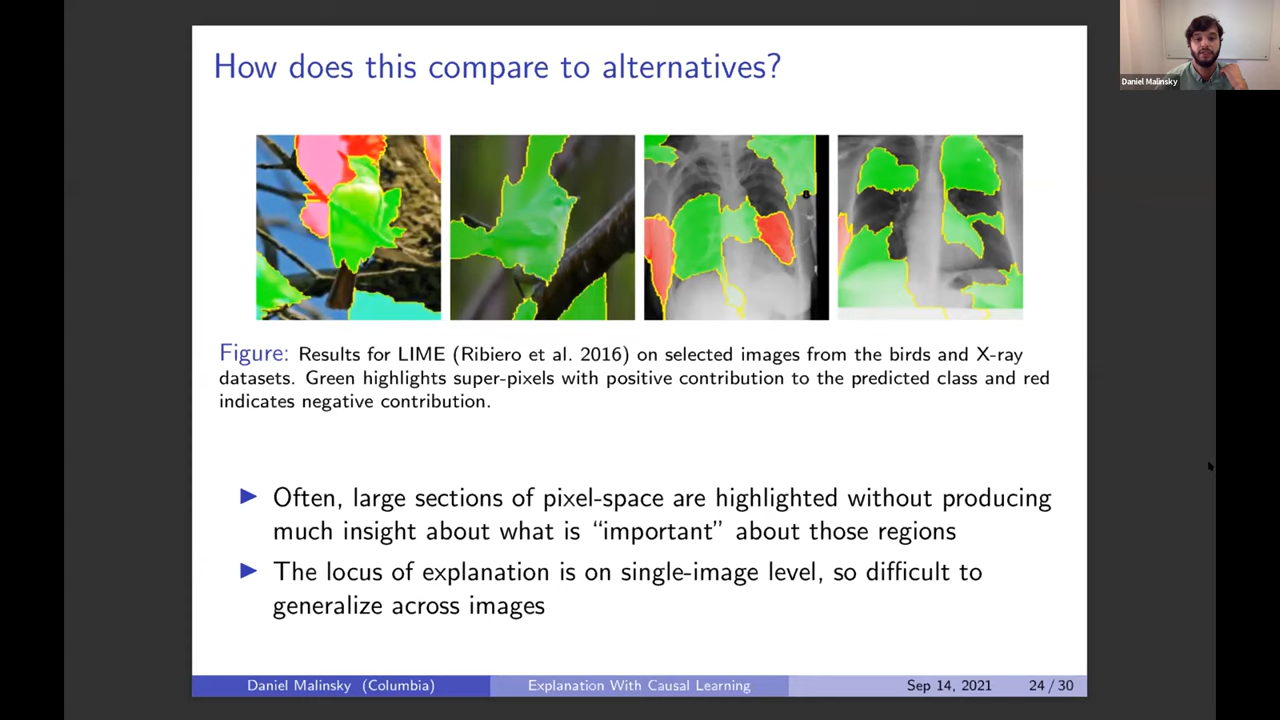 How does this compare to alternatives?
Daniel Malinsky
Figure: Results for LIME (Ribiero et al. 2016) on selected images from the birds and X-ray
datasets. Green highlights super-pixels with positive contribution to the predicted class and red
indicates negative contribution.
▶ Often, large sections of pixel-space are highlighted without producing
much insight about what is “important” about those regions
▶ The locus of explanation is on single-image level, so difficult to
generalize across images
Daniel Malinsky (Columbia) Explanation With Causal Learning Sep 14, 2021 24 / 30